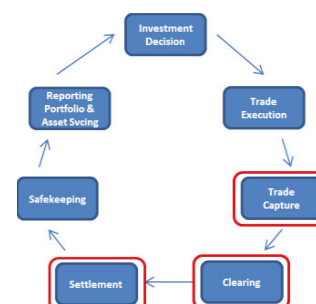 Investment
Decision
Trade
Execution
Trade
Capture
Clearing
Settlement
Safekeeping
Reporting
Portfolio &
Asset Svcing